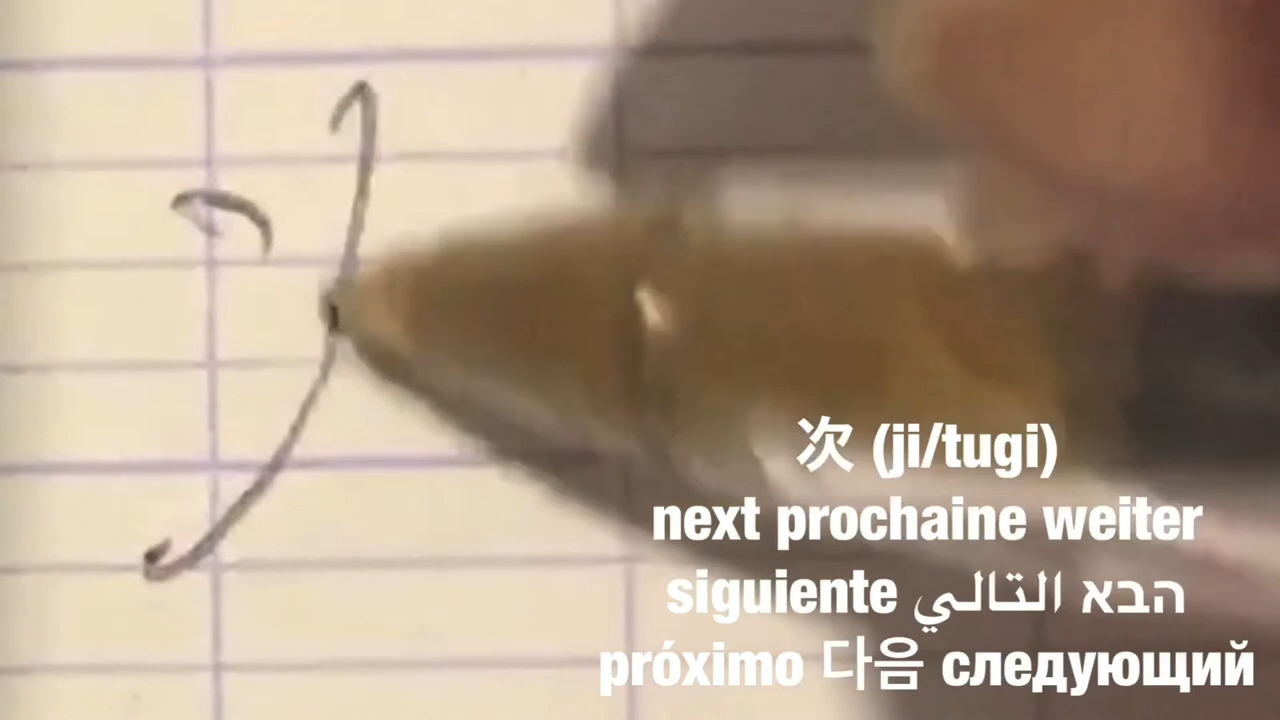 次 (ji/tugi)
next prochaine weiter
siguiente التالي הבא
próximo 다음 следующий